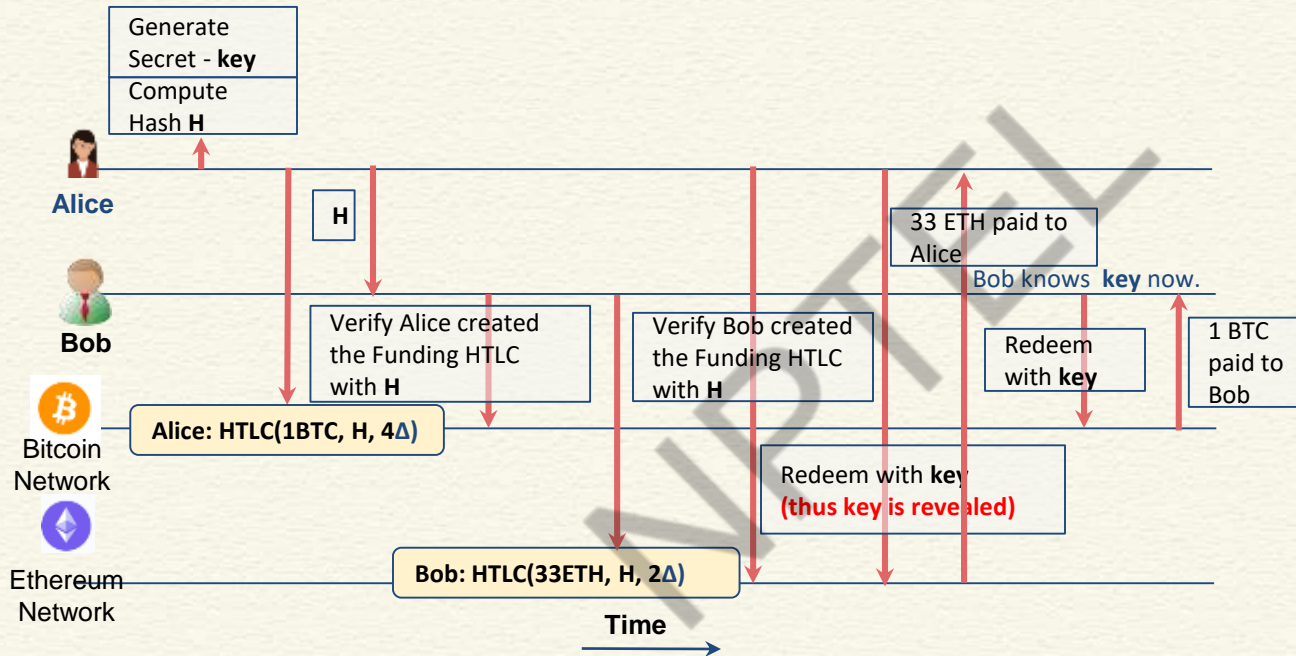 Generate
Secret - key
Compute
Hash H
Alice
H
33 ETH paid to
Alice
Bob knows key now.
Bob
Verify Alice created
the Funding HTLC
with H
Verify Bob created
the Funding HTLC
with H
Redeem
with key
1 BTC
paid to
Bob
Bitcoin
Network
Alice: HTLC(1BTC, H, 4Δ)
Redeem with key
(thus key is revealed)
Ethereum
Network
Bob: HTLC(33ETH, H, 2Δ)
Time
NPTEL